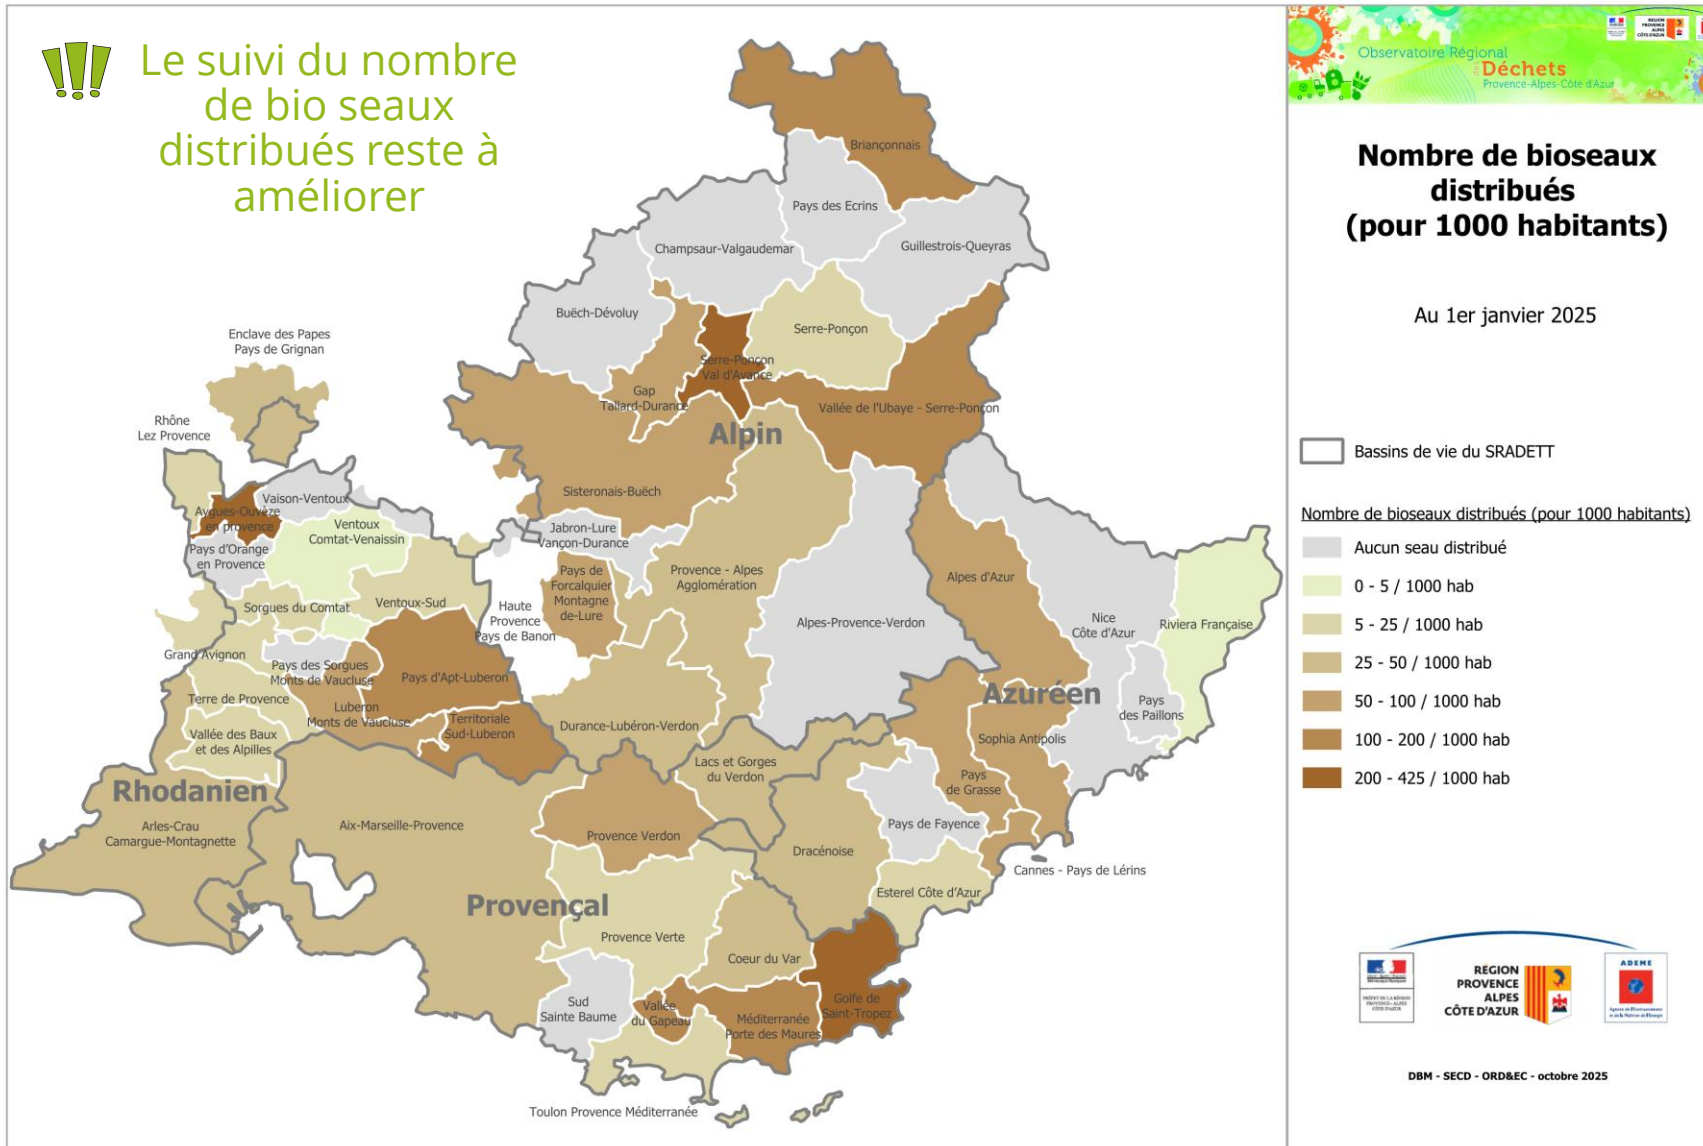 Le suivi du nombre
de bio seaux
distribués reste à
améliorer
Briançonnais
Pays des Ecrins
Champsaur-Valgaudemar
Guillestrois-Queyras
Buëch-Dévoluy
Serre-Ponçon
Enclave des Papes
Pays de Grignan
Serre-Ponçon
Val d'Avance
Gap
Tallard-Durance
Vallée de l'Ubaye - Serre-Ponçon
Rhône
Lez Provence
Alpin
Sisteronais-Buëch
Vaison-Ventoux
Aygues-Ouvèze
en provence
Ventoux
Comtat-Venaissin
Jabron-Lure
Vançon-Durance
Pays d'Orange
en Provence
Pays de
Forcalquier
Montagne
de-Lure
Provence - Alpes
Agglomération
Alpes d'Azur
Haute
Provence
Pays de Banon
Sorgues du Comtat
Ventoux-Sud
Alpes-Provence-Verdon
Nice
Côte d'Azur
Riviera Française
Grand Avignon
Pays des Sorgues
Monts de Vaucluse
Pays d'Apt-Luberon
Terre de Provence
Luberon
Monts de Vaucluse
Territoriale
Sud-Luberon
Durance-Lubéron-Verdon
Azuréen
Pays
des Paillons
Vallée des Baux
et des Alpilles
Sophia Antipolis
Lacs et Gorges
du Verdon
Pays
de Grasse
Rhodanien
Arles-Crau
Camargue-Montagnette
Aix-Marseille-Provence
Provence Verdon
Pays de Fayence
Dracénoise
Cannes - Pays de Lérins
Esterel Côte d'Azur
Provençal
Provence Verte
Coeur du Var
Sud
Sainte Baume
Vallée
du Gapeau
Méditerranée
Porte des Maures
Golfe de
Saint-Tropez
Toulon Provence Méditerranée
Observatoire Régional
des Déchets
Provence-Alpes-Côte d'Azur
Nombre de bioseaux
distribués
(pour 1000 habitants)
Au 1er janvier 2025
Bassins de vie du SRADETT
Nombre de bioseaux distribués (pour 1000 habitants)
Aucun seau distribué
0 - 5 / 1000 hab
5 - 25 / 1000 hab
25 - 50 / 1000 hab
50 - 100 / 1000 hab
100 - 200 / 1000 hab
200 - 425 / 1000 hab
RÉGION
PROVENCE
ALPES
CÔTE D'AZUR
ADEME
DBM - SECD - ORD&EC - octobre 2025